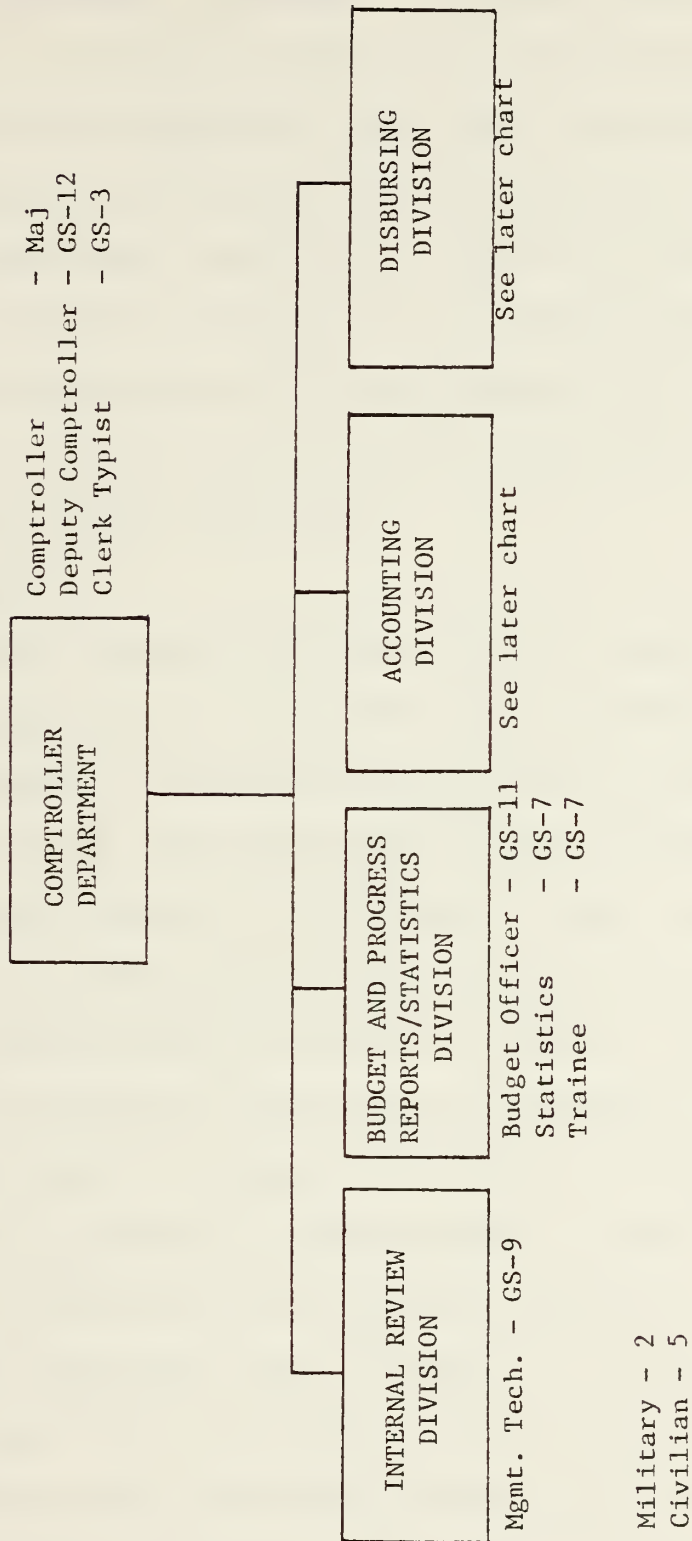 COMPTROLLER
DEPARTMENT
Comptroller - Maj
Deputy Comptroller - GS-12
Clerk Typist - GS-3
INTERNAL REVIEW
DIVISION
Mgmt. Tech. - GS-9
BUDGET AND PROGRESS
REPORTS/STATISTICS
DIVISION
Budget Officer - GS-11
Statistics - GS-7
Trainee - GS-7
ACCOUNTING
DIVISION
See later chart
DISBURSING
DIVISION
See later chart
Military - 2
Civilian - 5